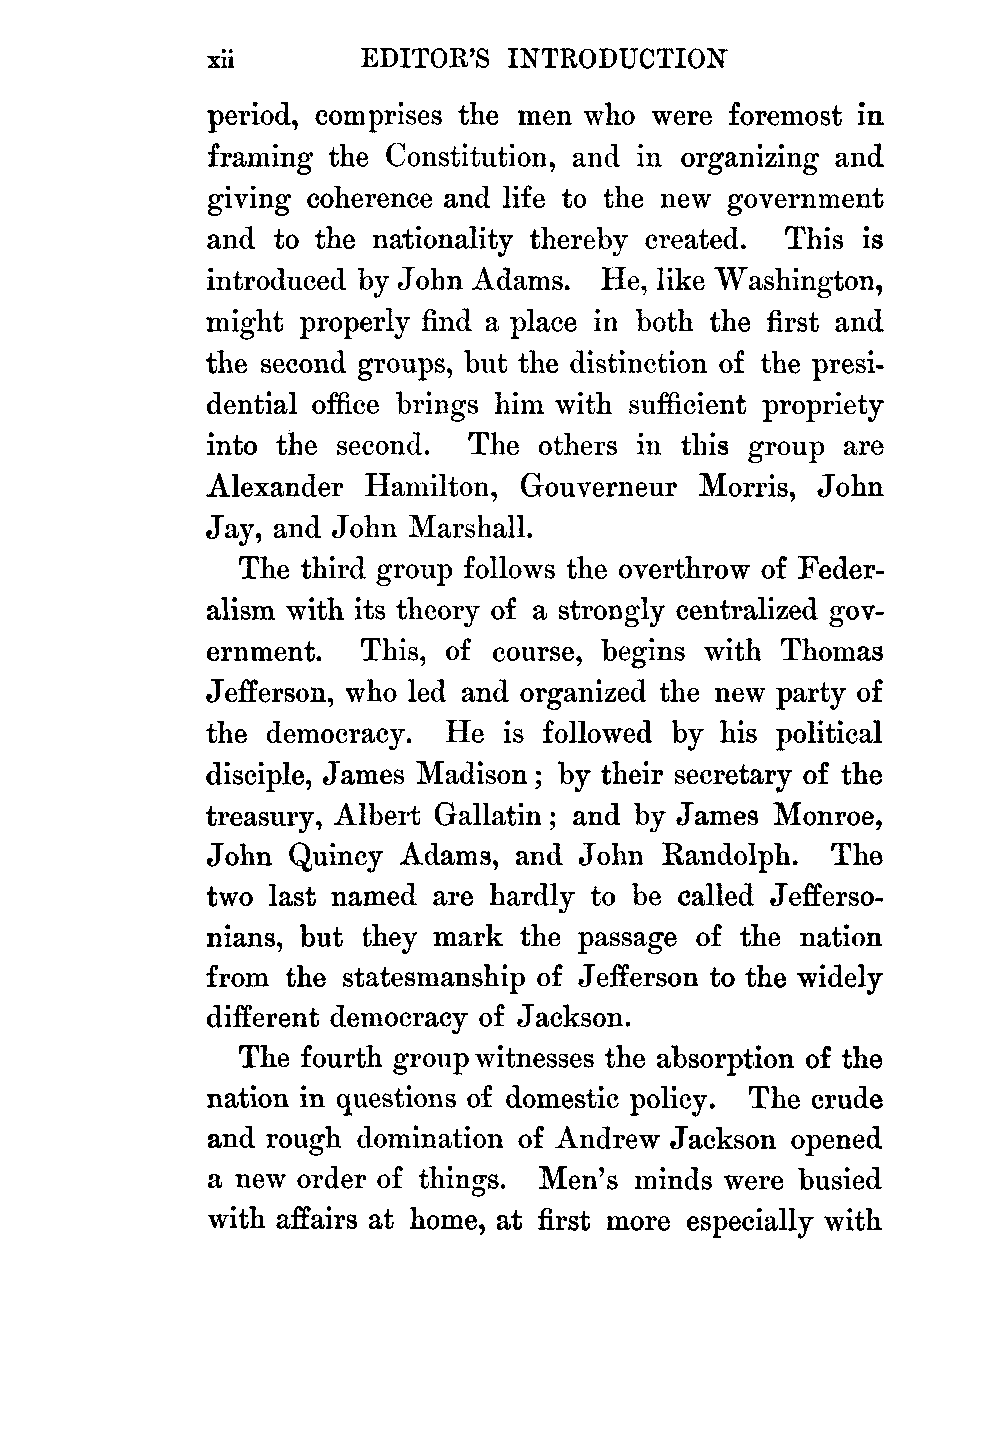 xii EDITOR'S INTRODUCTION
period, comprises the men who were foremost in
framing the Constitution, and in organizing and
giving coherence and life to the new government
and to the nationality thereby created. This is
introduced by John Adams. He, like Washington,
might properly find a place in both the first and
the second groups, but the distinction of the presi-
dential office brings him with sufficient propriety
into the second. The others in this group are
Alexander Hamilton, Gouverneur Morris, John
Jay, and John Marshall.
The third group follows the overthrow of Feder-
alism with its theory of a strongly centralized gov-
ernment. This, of course, begins with Thomas
Jefferson, who led and organized the new party of
the democracy. He is followed by his political
disciple, James Madison; by their secretary of the
treasury, Albert Gallatin; and by James Monroe,
John Quincy Adams, and John Randolph. The
two last named are hardly to be called Jefferso-
nians, but they mark the passage of the nation
from the statesmanship of Jefferson to the widely
different democracy of Jackson.
The fourth group witnesses the absorption of the
nation in questions of domestic policy. The crude
and rough domination of Andrew Jackson opened
a new order of things. Men's minds were busied
with affairs at home, at first more especially with